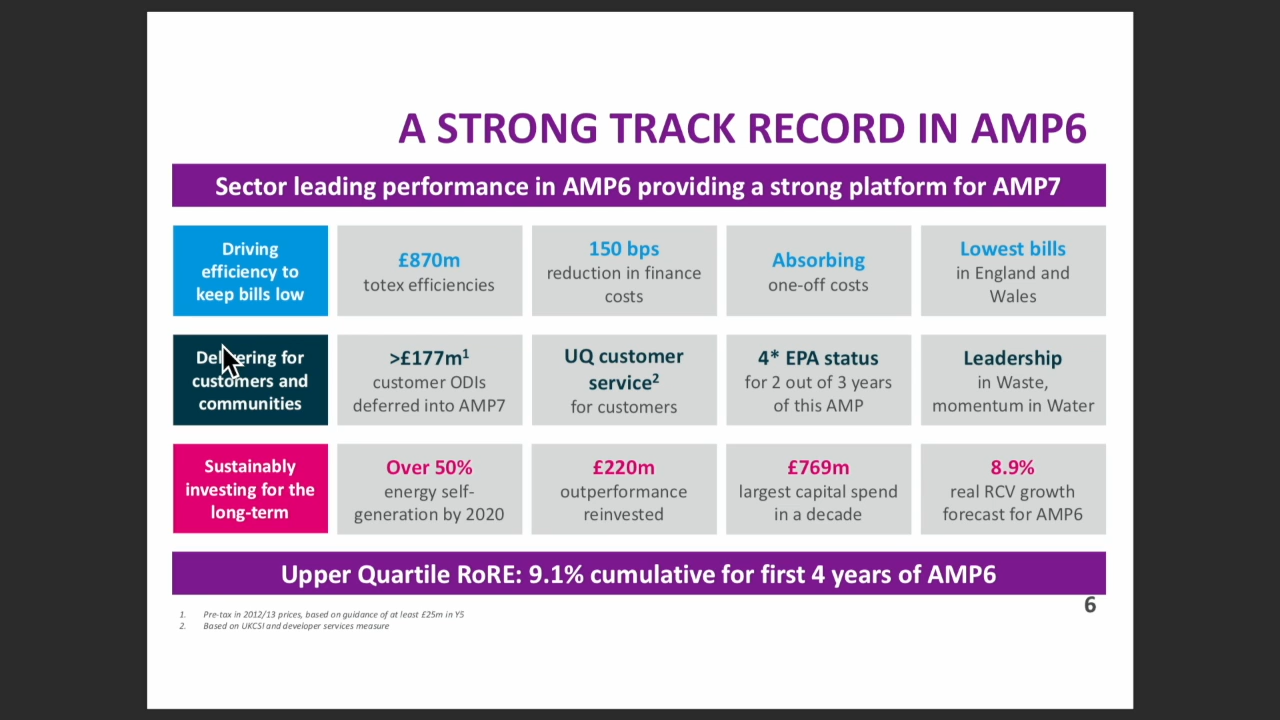 A STRONG TRACK RECORD IN AMP6
Sector leading performance in AMP6 providing a strong platform for AMP7
Driving
efficiency to
keep bills low
£870m
totex efficiencies
150 bps
reduction in finance
costs
Absorbing
one-off costs
Lowest bills
in England and
Wales
Delivering for
customers and
communities
>£177m¹
customer ODIs
deferred into AMP7
UQ customer
service²
for customers
4* EPA status
for 2 out of 3 years
of this AMP
Leadership
in Waste,
momentum in Water
Sustainably
investing for the
long-term
Over 50%
energy self-
generation by 2020
£220m
outperformance
reinvested
£769m
largest capital spend
in a decade
8.9%
real RCV growth
forecast for AMP6
Upper Quartile RoRE: 9.1% cumulative for first 4 years of AMP6
6
1. Pre-tax in 2012/13 prices, based on guidance of at least £25m in Y5
2. Based on UKCSI and developer services measure